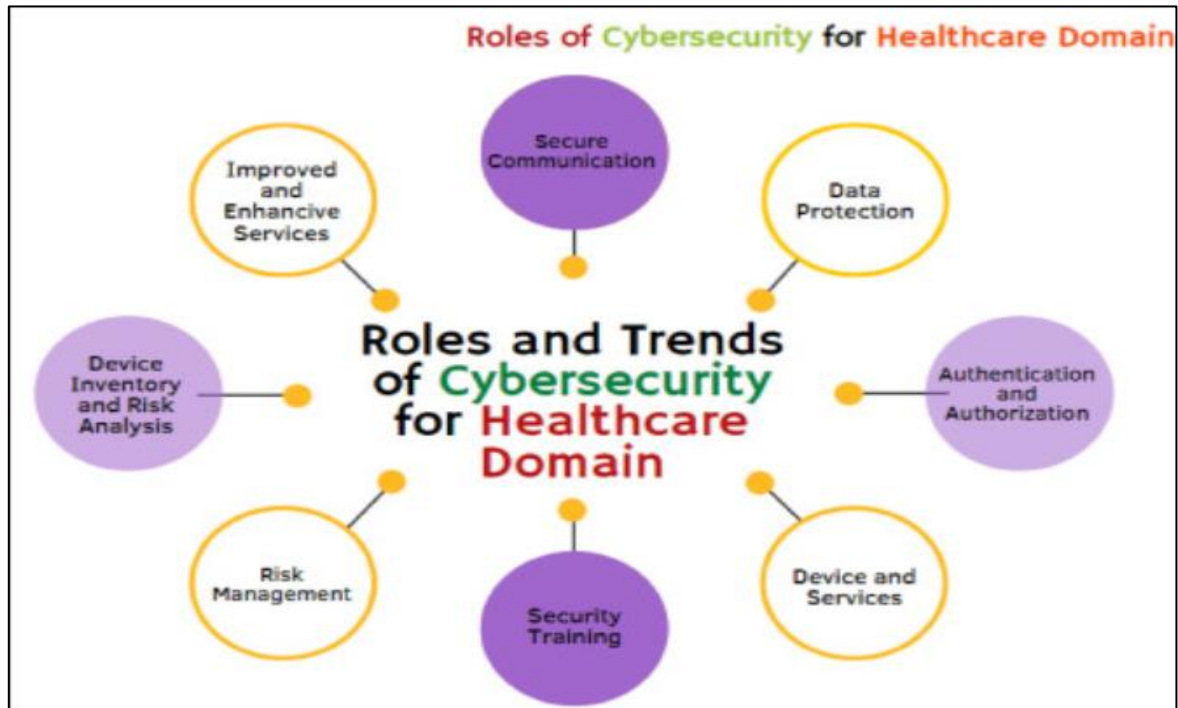 Roles of Cybersecurity for Healthcare Domain
Secure
Communication
Improved
and
Enhancive
Services
Data
Protection
Roles and Trends
of Cybersecurity
for Healthcare
Domain
Device
Inventory
and Risk
Analysis
Authentication
and
Authorization
Risk
Management
Security
Training
Device and
Services